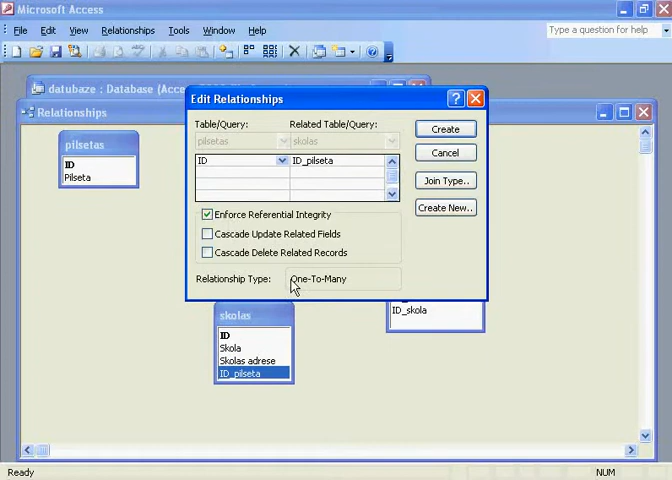 Microsoft Access
File Edit View Relationships Tools Window Help
Type a question for help
datubaze : Database (Acce
Relationships
Edit Relationships
Table/Query: Related Table/Query:
pilsetas skolas
ID ID_pilseta
Create
Cancel
Join Type..
Create New..
Enforce Referential Integrity
Cascade Update Related Fields
Cascade Delete Related Records
Relationship Type: One-To-Many
pilsetas
ID
Pilseta
skolas
ID
Skola
Skolas adrese
ID_pilseta
ID_skola
Ready
NUM